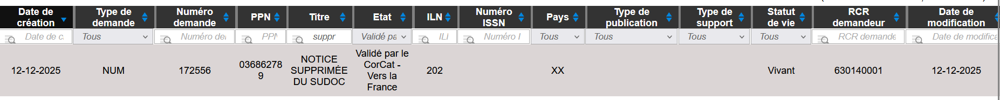 Date de création
Type de demande
Numéro demande
PPN
Titre
Etat
ILN
Numéro ISSN
Pays
Type de publication
Type de support
Statut de vie
RCR demandeur
Date de modification
Date de c
Tous
Numéro de
PPN
suppr
Validé pa
ILI
Numéro I
Tous
Tous
Tous
Tous
RCR demande
Date de modifica
12-12-2025
NUM
172556
03686278
9
NOTICE
SUPPRIMÉE
DU SUDOC
Validé par le
CorCat -
Vers la
France
202
XX
Vivant
630140001
12-12-2025